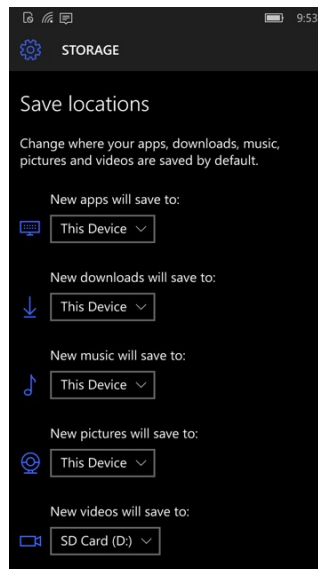 9:53
STORAGE
Save locations
Change where your apps, downloads, music,
pictures and videos are saved by default.
New apps will save to:
This Device
New downloads will save to:
This Device
New music will save to:
This Device
New pictures will save to:
This Device
New videos will save to:
SD Card (D:)